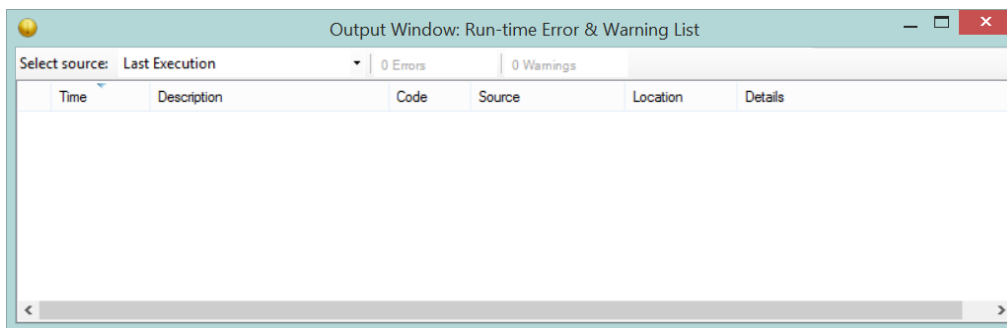 Output Window: Run-time Error & Warning List
Select source: Last Execution 0 Errors 0 Warnings
Time Description Code Source Location Details